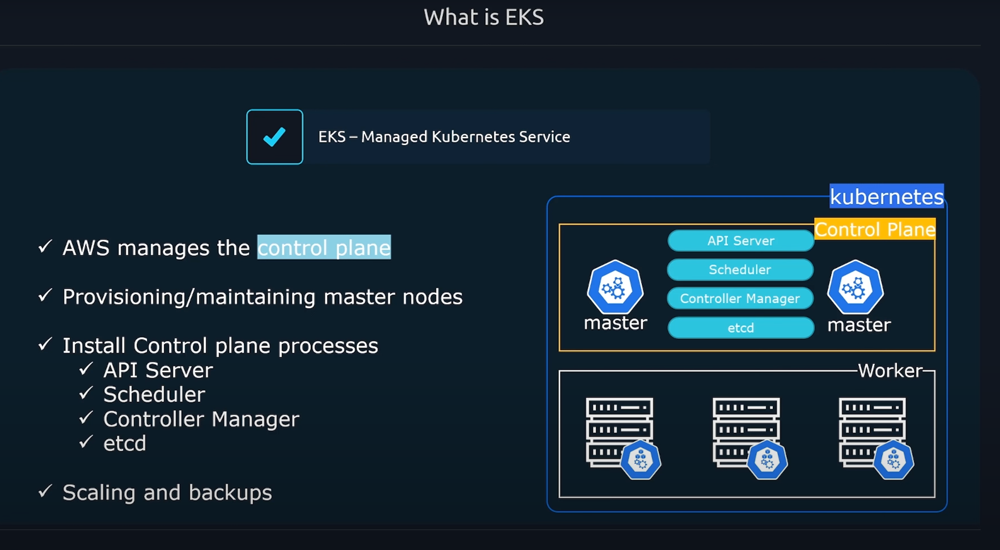 What is EKS
EKS – Managed Kubernetes Service
AWS manages the control plane
Provisioning/maintaining master nodes
Install Control plane processes
API Server
Scheduler
Controller Manager
etcd
Scaling and backups
kubernetes
Control Plane
API Server
Scheduler
Controller Manager
etcd
master
master
Worker